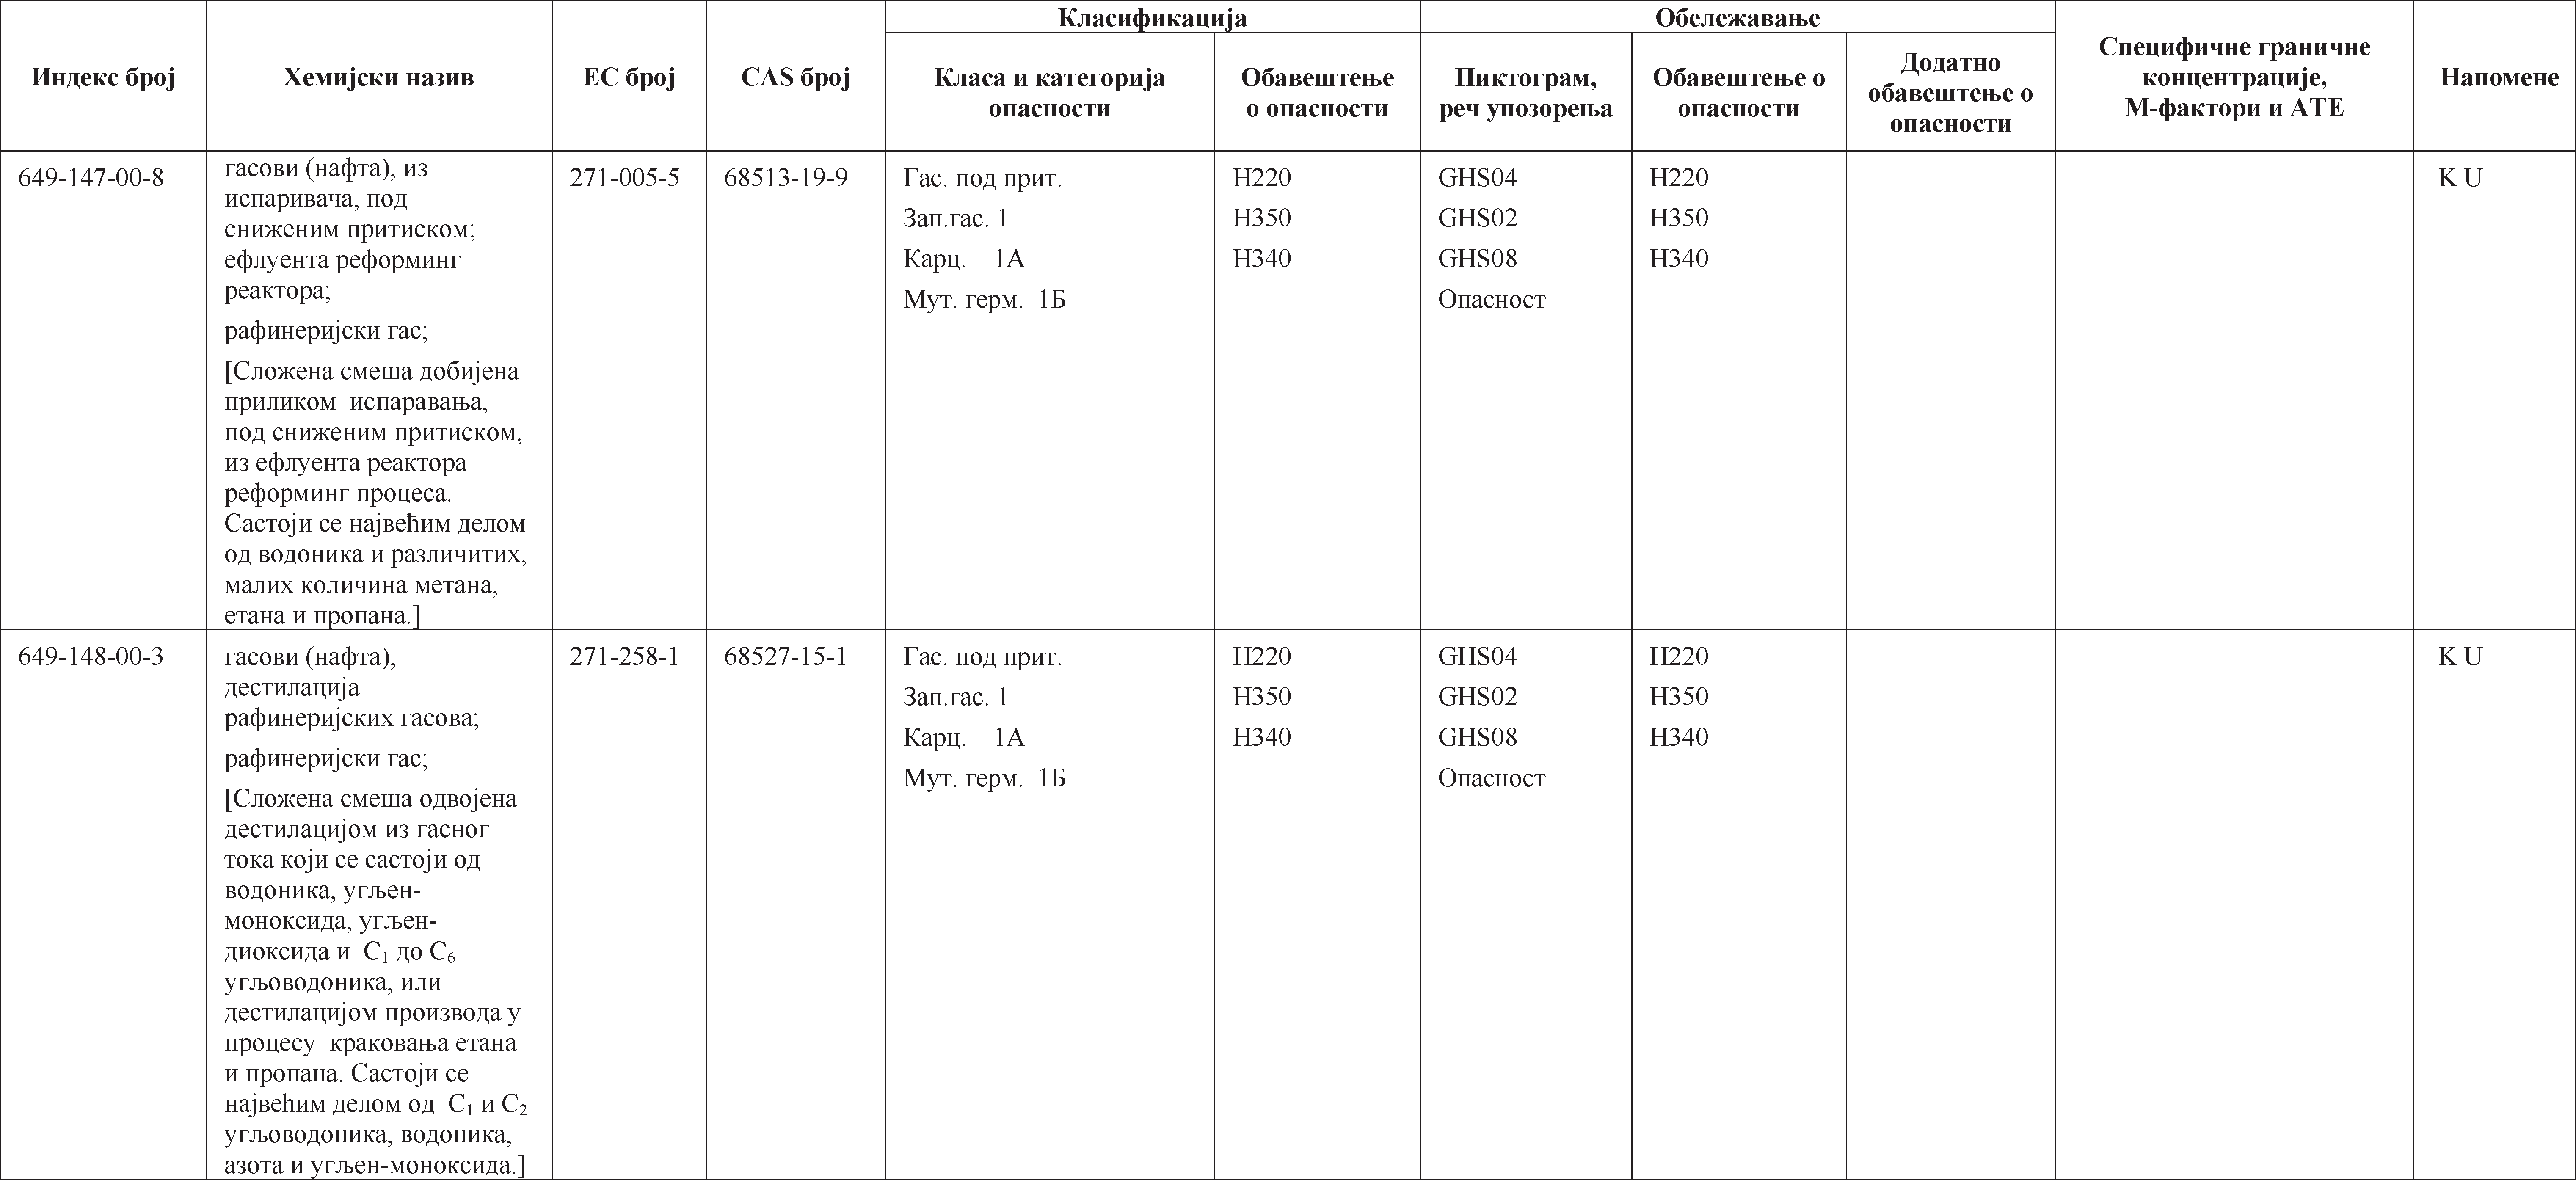 Класификација
Обележавање
Индекс број
Хемијски назив
ЕС број
CAS број
Класа и категорија
опасности
Обавештење
о опасности
Пиктограм,
реч упозорења
Обавештење о
опасности
Додатно
обавештење о
опасности
Специфичне граничне
концентрације,
М-фактори и АТЕ
Напомене
649-147-00-8
гасови (нафта), из
испаривача, под
сниженим притиском;
ефлуента реформинг
реактора;
рафинеријски гас;
[Сложена смеша добијена
приликом испаравања,
под сниженим притиском,
из ефлуента реактора
реформинг процеса.
Састоји се највећим делом
од водоника и различитих,
малих количина метана,
етана и пропана.]
271-005-5
68513-19-9
Гас. под прит.
Зап.гас. 1
Карц. 1А
Мут. герм. 1Б
H220
H350
H340
GHS04
GHS02
GHS08
Опасност
H220
H350
H340
K U
649-148-00-3
гасови (нафта),
дестилација
рафинеријских гасова;
рафинеријски гас;
[Сложена смеша одвојена
дестилацијом из гасног
тока који се састоји од
водоника, угљен-
моноксида, угљен-
диоксида и C₁ до C₆
угљоводоника, или
дестилацијом производа у
процесу краковања етана
и пропана. Састоји се
највећим делом од C₁ и C₂
угљоводоника, водоника,
азота и угљен-моноксида.]
271-258-1
68527-15-1
Гас. под прит.
Зап.гас. 1
Карц. 1А
Мут. герм. 1Б
H220
H350
H340
GHS04
GHS02
GHS08
Опасност
H220
H350
H340
K U